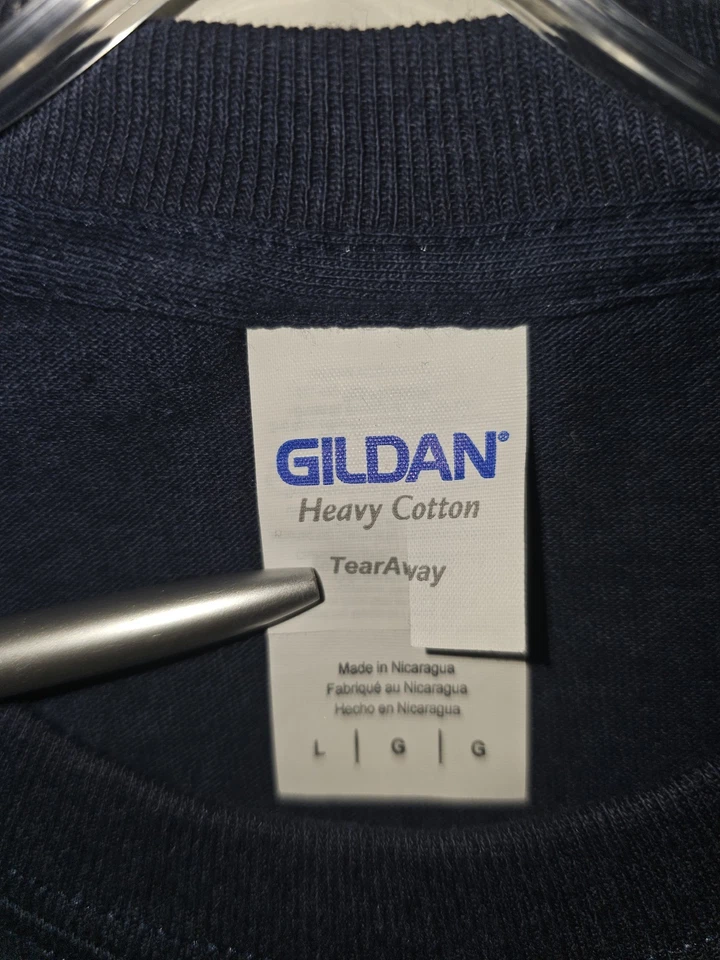 GILDAN®
Heavy Cotton
TearAway
Made in Nicaragua
Fabriqué au Nicaragua
Hecho en Nicaragua
L | G | G